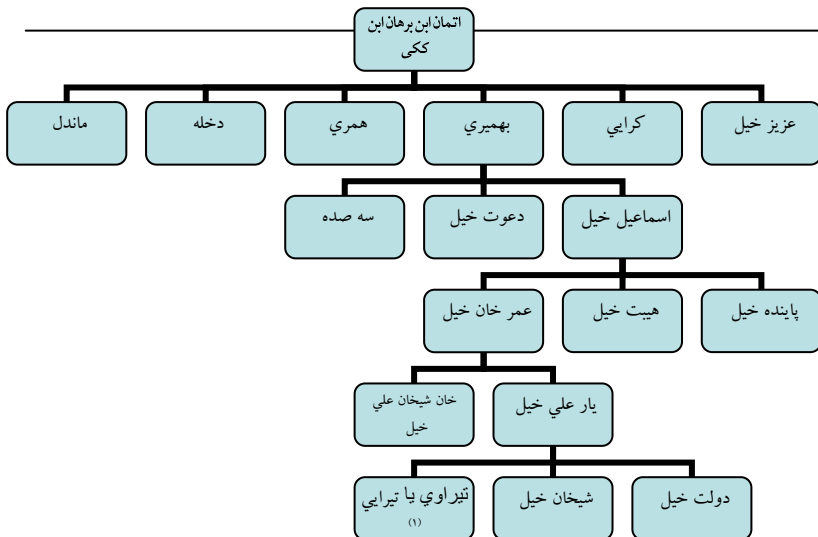 اتمان ابن برهان ابن
ککی
عزيز خيل
کرايي
بهميري
همري
دخله
ماندل
اسماعيل خيل
دعوت خيل
سه صده
پاينده خيل
هيبت خيل
عمر خان خيل
يار علي خيل
خان شيخان علي
خيل
دولت خيل
شيخان خيل
تيراوي يا تيرايي
(۱)